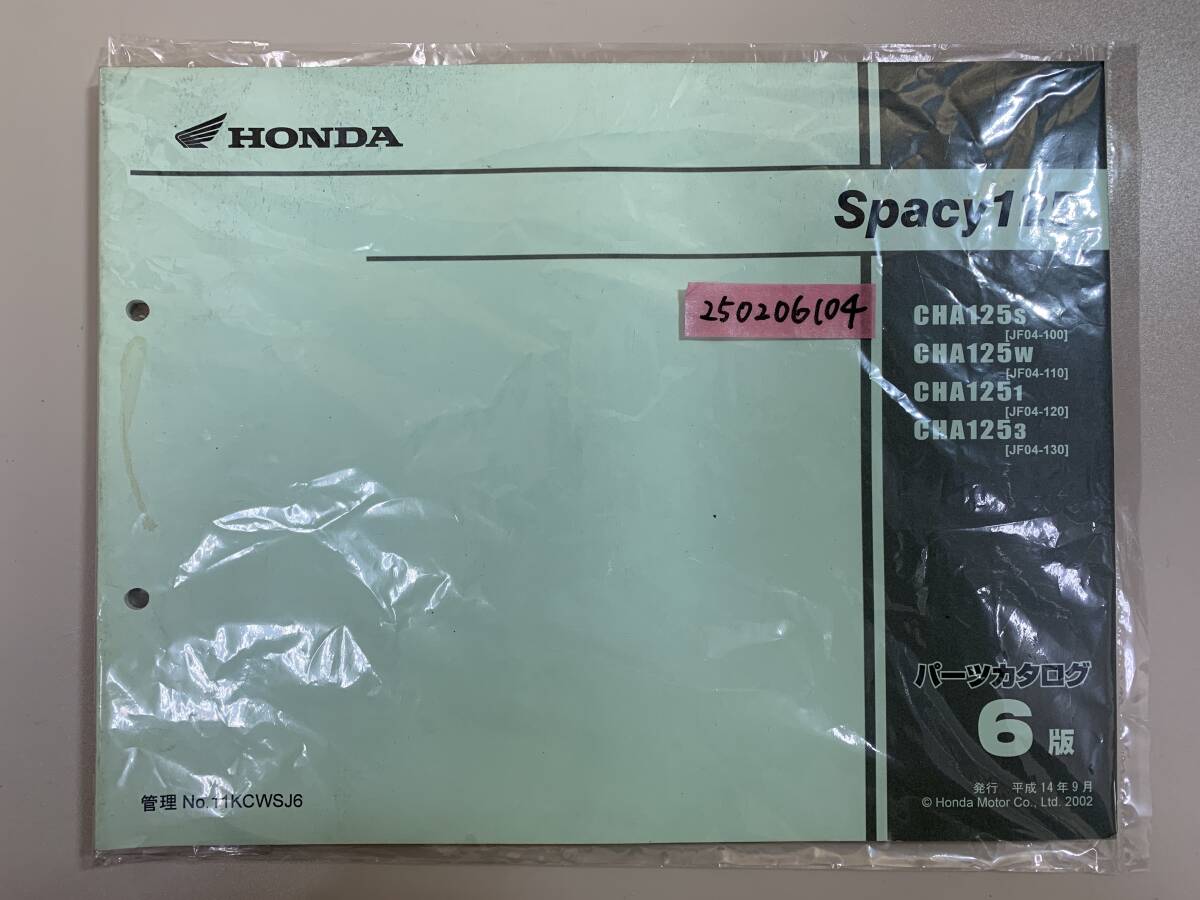 HONDA
Spacy125
250206104
CHA125S
[JF04-100]
CHA125W
[JF04-110]
CHA1251
[JF04-120]
CHA1253
[JF04-130]
パーツカタログ
6版
管理 No.11KCWSJ6
発行 平成14年9月
© Honda Motor Co., Ltd. 2002